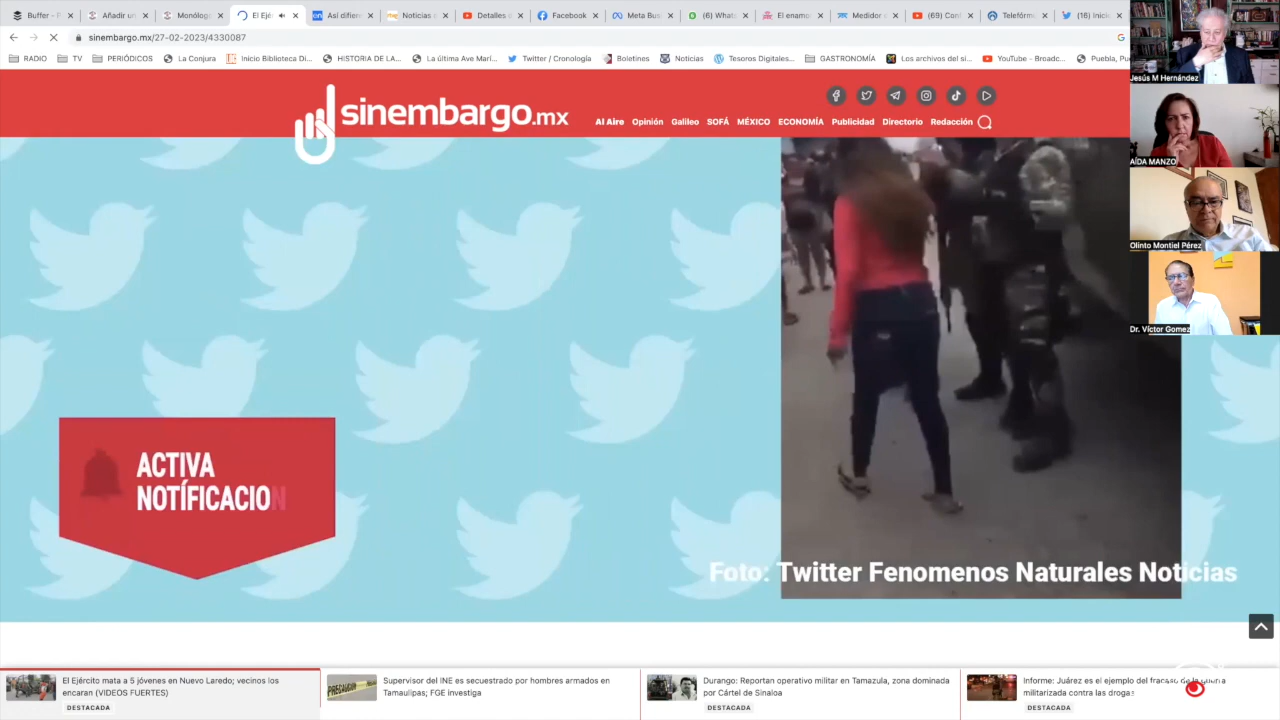 Buffer - P
Añadir un
Monólogo
El Ejé
Así difien
Noticias e
Detalles d
Facebook
Meta Bus
(6) Whats
El enamo
Medidor d
(69) Conl
Telefórme
(16) Inicio
sinembargo.mx/27-02-2023/4330087
RADIO
TV
PERIÓDICOS
La Conjura
Inicio Biblioteca Di...
HISTORIA DE LA...
La última Ave Marí...
Twitter / Cronología
Boletines
Noticias
Tesoros Digitales...
GASTRONOMÍA
Los archivos del si...
YouTube - Broadc...
Puebla, Pu
sinembargo.mx
Al Aire
Opinión
Galileo
SOFÁ
MÉXICO
ECONOMÍA
Publicidad
Directorio
Redacción
Jesús M Hernández
AÍDA MANZO
Olinto Montiel Pérez
Dr. Víctor Gomez
ACTIVA
NOTÍFICACION
Foto: Twitter Fenomenos Naturales Noticias
El Ejército mata a 5 jóvenes en Nuevo Laredo; vecinos los
encaran (VIDEOS FUERTES)
DESTACADA
Supervisor del INE es secuestrado por hombres armados en
Tamaulipas; FGE investiga
Durango: Reportan operativo militar en Tamazula, zona dominada
por Cártel de Sinaloa
DESTACADA
Informe: Juárez es el ejemplo del fracaso de la guerra
militarizada contra las drogas
DESTACADA